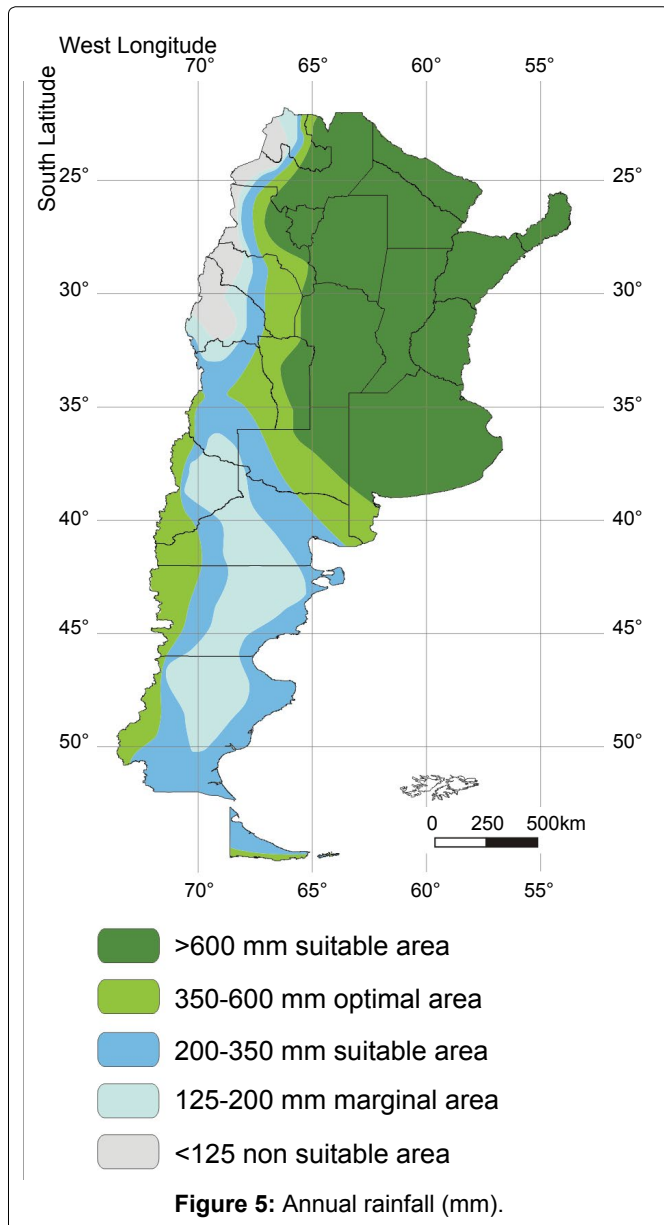 West Longitude
70° 65° 60° 55°
South Latitude
25° 25°
30° 30°
35° 35°
40° 40°
45° 45°
50° 50°
0 250 500km
70° 65° 60° 55°
>600 mm suitable area
350-600 mm optimal area
200-350 mm suitable area
125-200 mm marginal area
<125 non suitable area
Figure 5: Annual rainfall (mm).